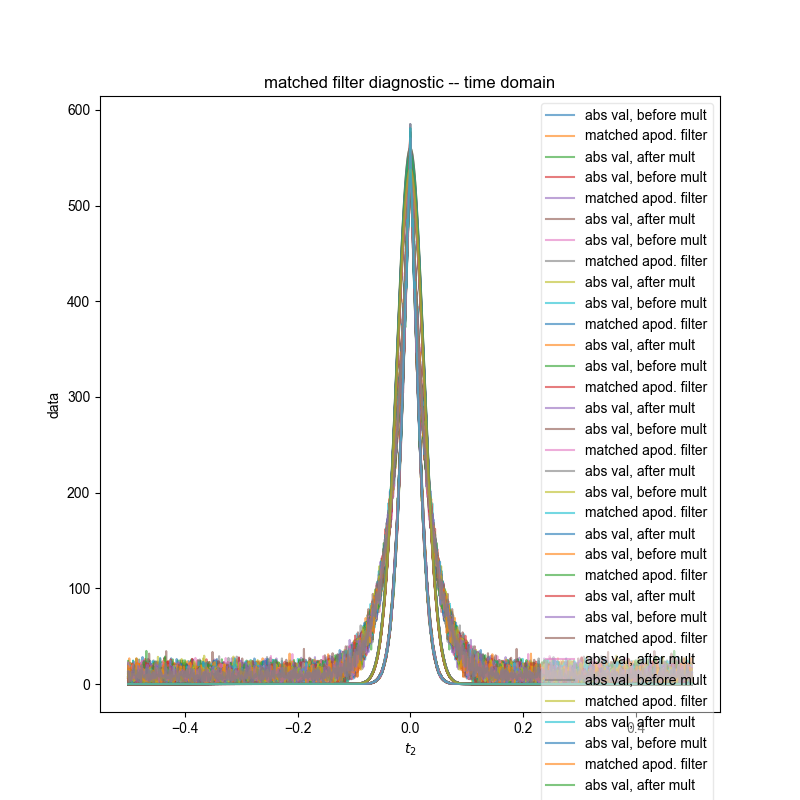 matched filter diagnostic -- time domain
600
500
400
300
200
100
0
data
−0.4
−0.2
0.0
0.2
0.4
t2
abs val, before mult
matched apod. filter
abs val, after mult
abs val, before mult
matched apod. filter
abs val, after mult
abs val, before mult
matched apod. filter
abs val, after mult
abs val, before mult
matched apod. filter
abs val, after mult
abs val, before mult
matched apod. filter
abs val, after mult
abs val, before mult
matched apod. filter
abs val, after mult
abs val, before mult
matched apod. filter
abs val, after mult
abs val, before mult
matched apod. filter
abs val, after mult
abs val, before mult
matched apod. filter
abs val, after mult
abs val, before mult
matched apod. filter
abs val, after mult
abs val, before mult
matched apod. filter
abs val, after mult